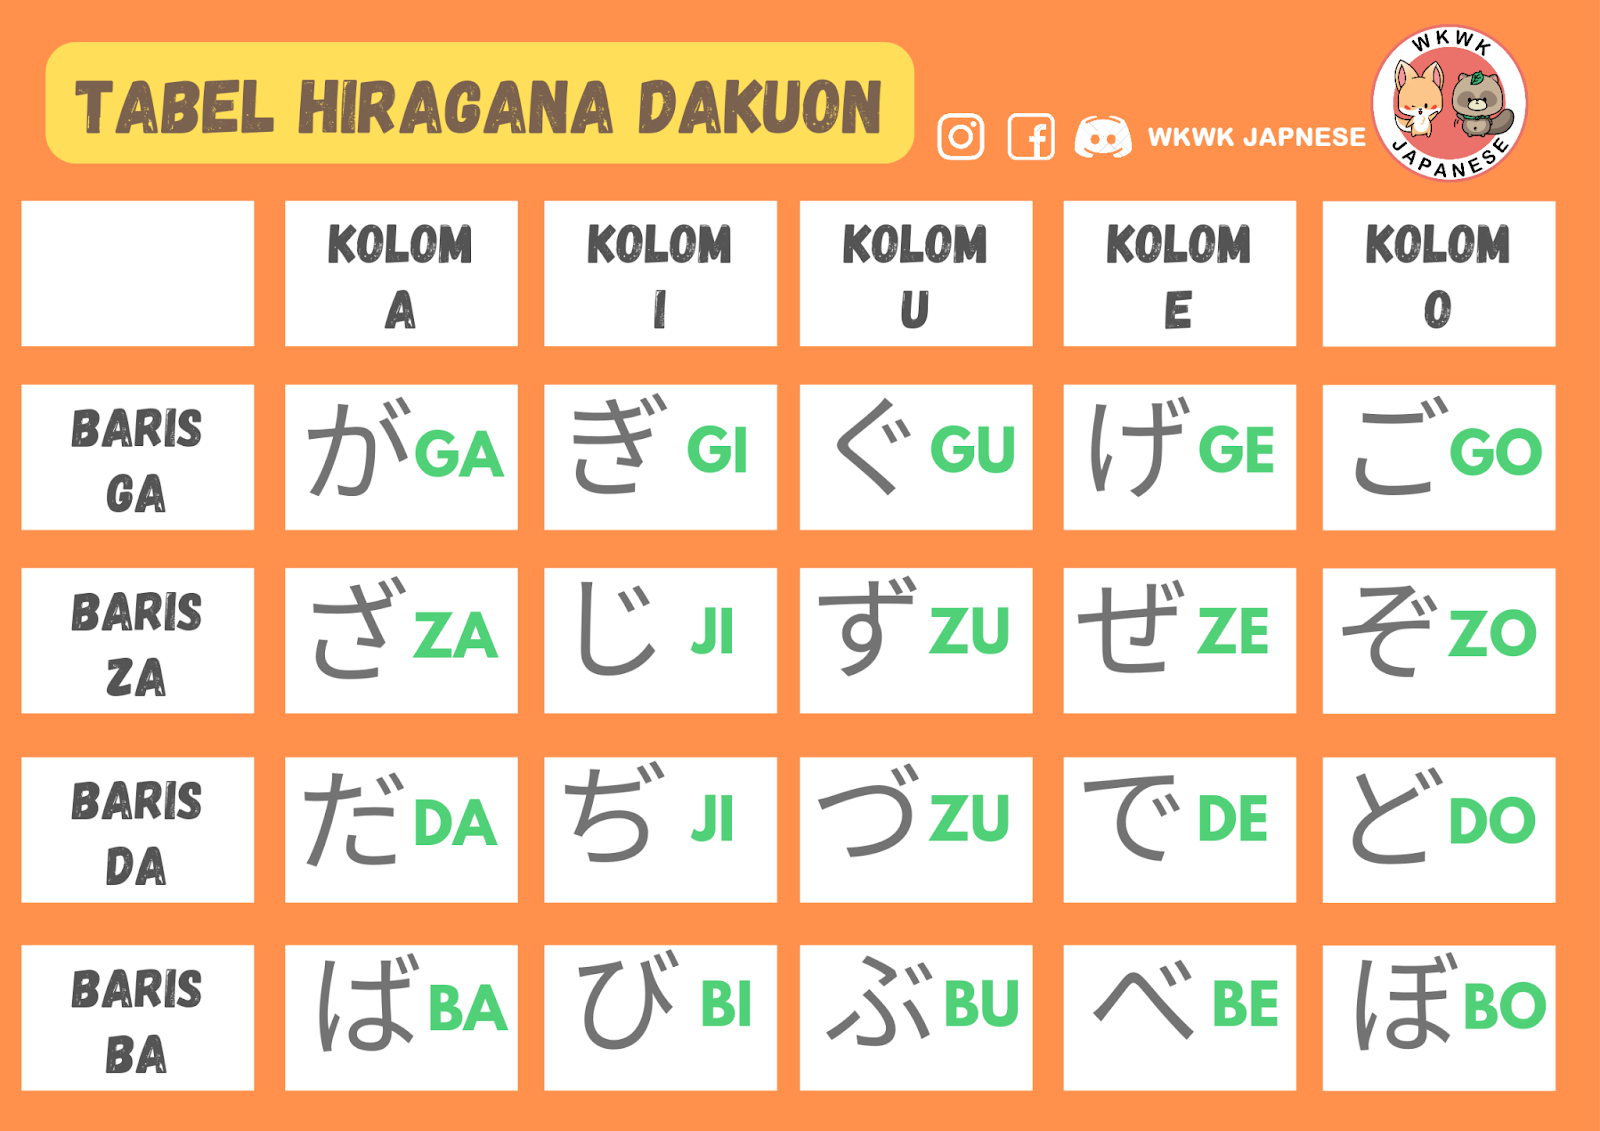 TABEL HIRAGANA DAKUON
WKWK JAPNESE
WKWK
JAPANESE
KOLOM
A
KOLOM
I
KOLOM
U
KOLOM
E
KOLOM
O
BARIS
GA
が GA
ぎ GI
ぐ GU
げ GE
ご GO
BARIS
ZA
ざ ZA
じ JI
ず ZU
ぜ ZE
ぞ ZO
BARIS
DA
だ DA
ぢ JI
づ ZU
で DE
ど DO
BARIS
BA
ば BA
び BI
ぶ BU
べ BE
ぼ BO